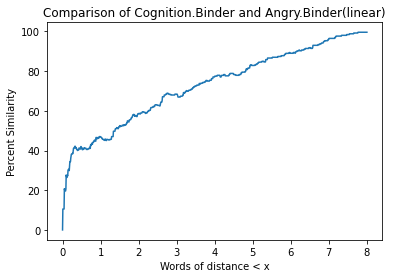 Comparison of Cognition.Binder and Angry.Binder(linear)
100
80
60
40
20
0
Percent Similarity
0 1 2 3 4 5 6 7 8
Words of distance < x